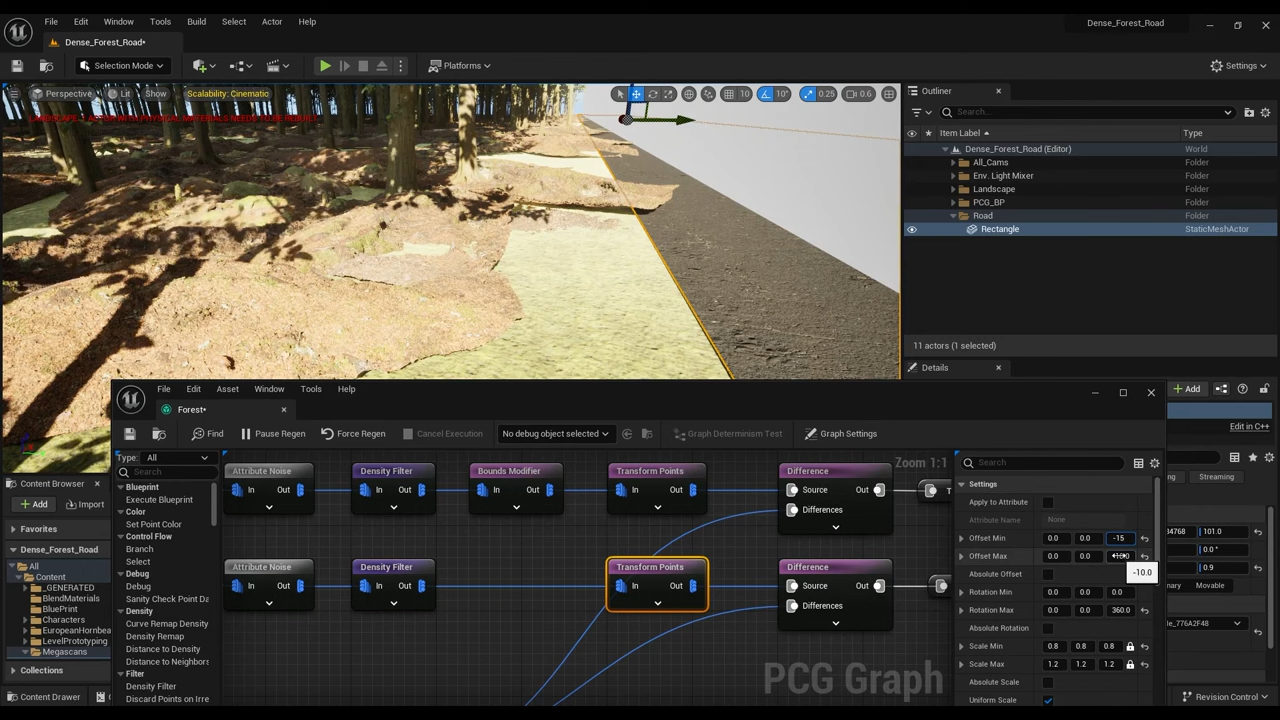 File Edit Window Tools Build Select Actor Help
Dense_Forest_Road
Dense_Forest_Road*
Selection Mode
Platforms
Settings
Perspective Lit Show Scalability: Cinematic
10 10° 0.25 0.6
Outliner
Search...
Item Label Type
Dense_Forest_Road (Editor) World
All_Cams Folder
Env. Light Mixer Folder
Landscape Folder
PCG_BP Folder
Road Folder
Rectangle StaticMeshActor
11 actors (1 selected)
Details
Add
Edit in C++
Streaming
34768 101.0
0.0 °
0.9
Movable
le_776A2F48
File Edit Asset Window Tools Help
Forest*
Find Pause Regen Force Regen Cancel Execution No debug object selected Graph Determinism Test Graph Settings
Type: All
Search
Blueprint
Execute Blueprint
Color
Set Point Color
Control Flow
Branch
Select
Debug
Debug
Sanity Check Point Da
Density
Curve Remap Density
Density Remap
Distance to Density
Distance to Neighbors
Filter
Density Filter
Discard Points on Irre
Zoom 1:1
Attribute Noise Density Filter Bounds Modifier Transform Points Difference
In Out In Out In Out In Out Source Out
Differences
Attribute Noise Density Filter Transform Points Difference
In Out In Out In Out Source Out
Differences
PCG Graph
Search
Settings
Apply to Attribute
Attribute Name None
Offset Min 0.0 0.0 -15
Offset Max 0.0 0.0
-10.0
Absolute Offset
Rotation Min 0.0 0.0 0.0
Rotation Max 0.0 0.0 360.0
Absolute Rotation
Scale Min 0.8 0.8 0.8
Scale Max 1.2 1.2 1.2
Absolute Scale
Uniform Scale
Content Browser
Add Import
Favorites
Dense_Forest_Road
All
Content
_GENERATED
BlendMaterials
BluePrint
Characters
EuropeanHornbea
LevelPrototyping
Megascans
Collections
Content Drawer
Revision Control